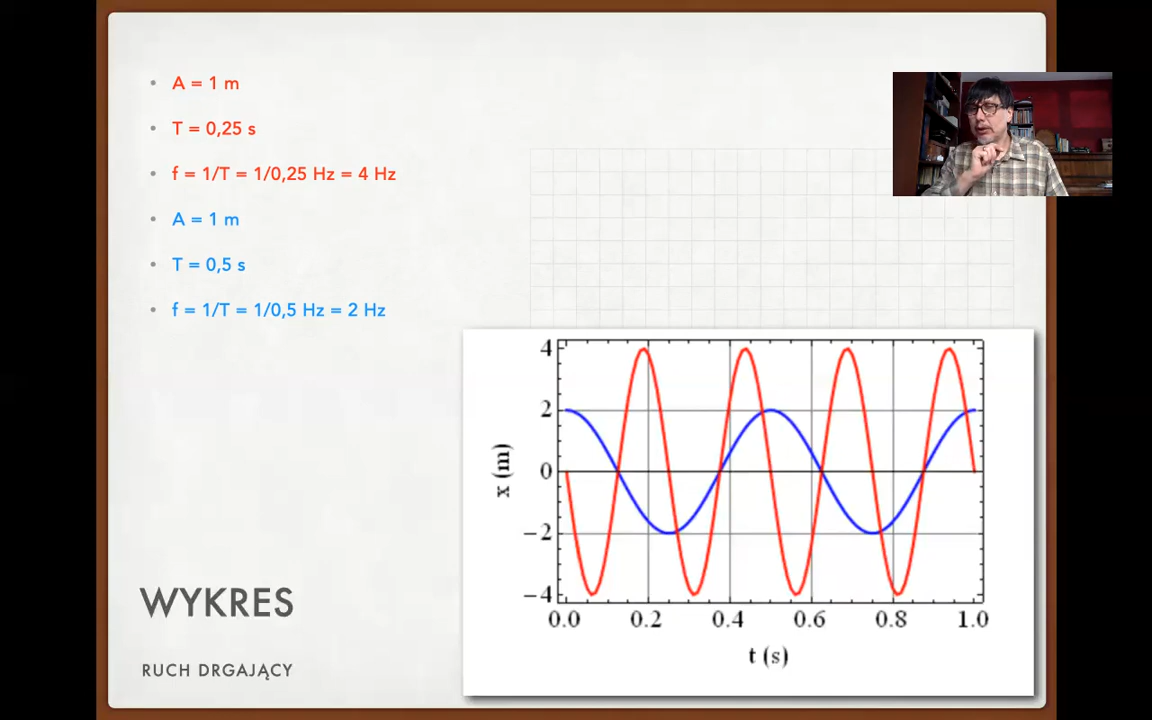 • A = 1 m
• T = 0,25 s
• f = 1/T = 1/0,25 Hz = 4 Hz
• A = 1 m
• T = 0,5 s
• f = 1/T = 1/0,5 Hz = 2 Hz
4
2
0
−2
−4
x (m)
0.0 0.2 0.4 0.6 0.8 1.0
t (s)
WYKRES
RUCH DRGAJĄCY